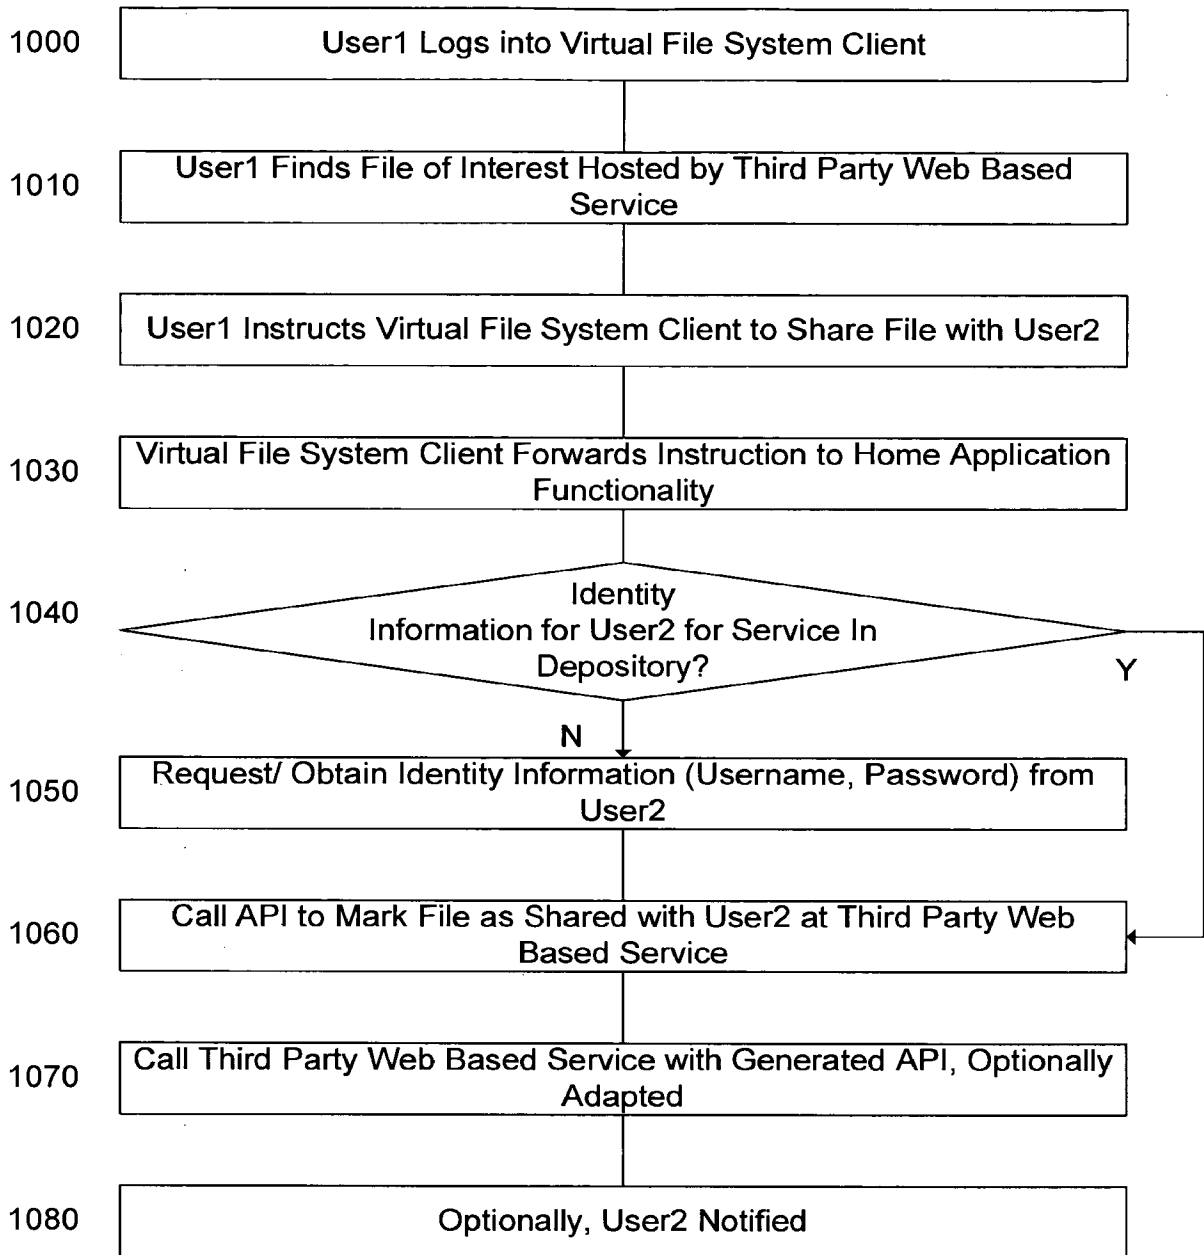 1000
User1 Logs into Virtual File System Client
1010
User1 Finds File of Interest Hosted by Third Party Web Based
Service
1020
User1 Instructs Virtual File System Client to Share File with User2
1030
Virtual File System Client Forwards Instruction to Home Application
Functionality
1040
Identity
Information for User2 for Service In
Depository?
Y
N
1050
Request/ Obtain Identity Information (Username, Password) from
User2
1060
Call API to Mark File as Shared with User2 at Third Party Web
Based Service
1070
Call Third Party Web Based Service with Generated API, Optionally
Adapted
1080
Optionally, User2 Notified